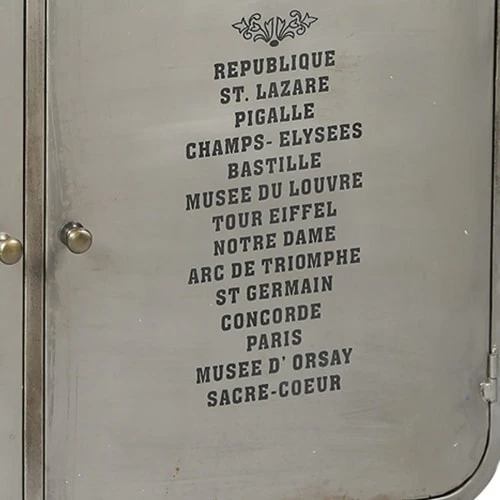 REPUBLIQUE
ST. LAZARE
PIGALLE
CHAMPS- ELYSEES
BASTILLE
MUSEE DU LOUVRE
TOUR EIFFEL
NOTRE DAME
ARC DE TRIOMPHE
ST GERMAIN
CONCORDE
PARIS
MUSEE D' ORSAY
SACRE-COEUR